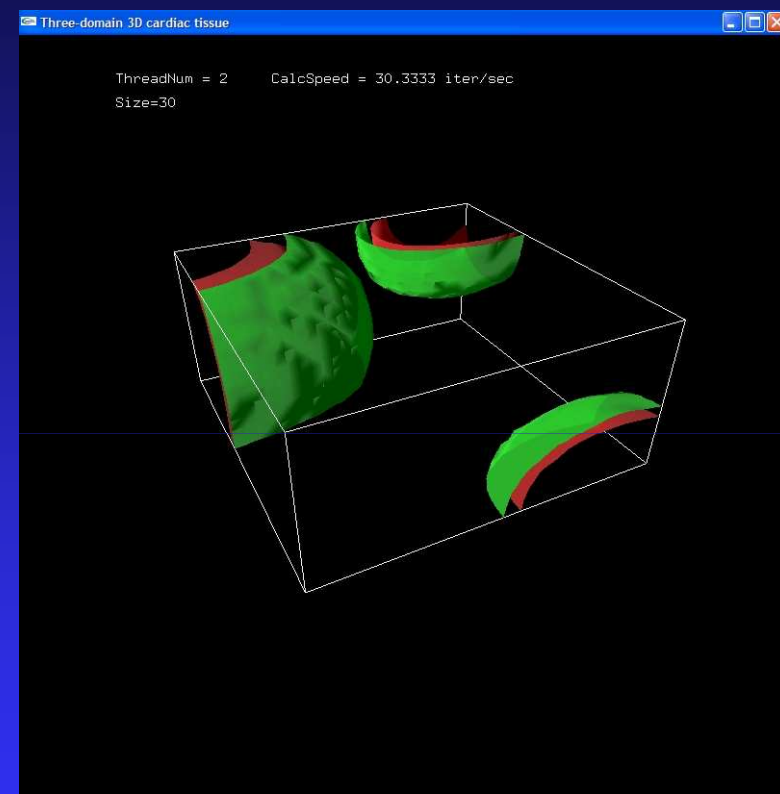 Three-domain 3D cardiac tissue
ThreadNum = 2 CalcSpeed = 30.3333 iter/sec
Size=30